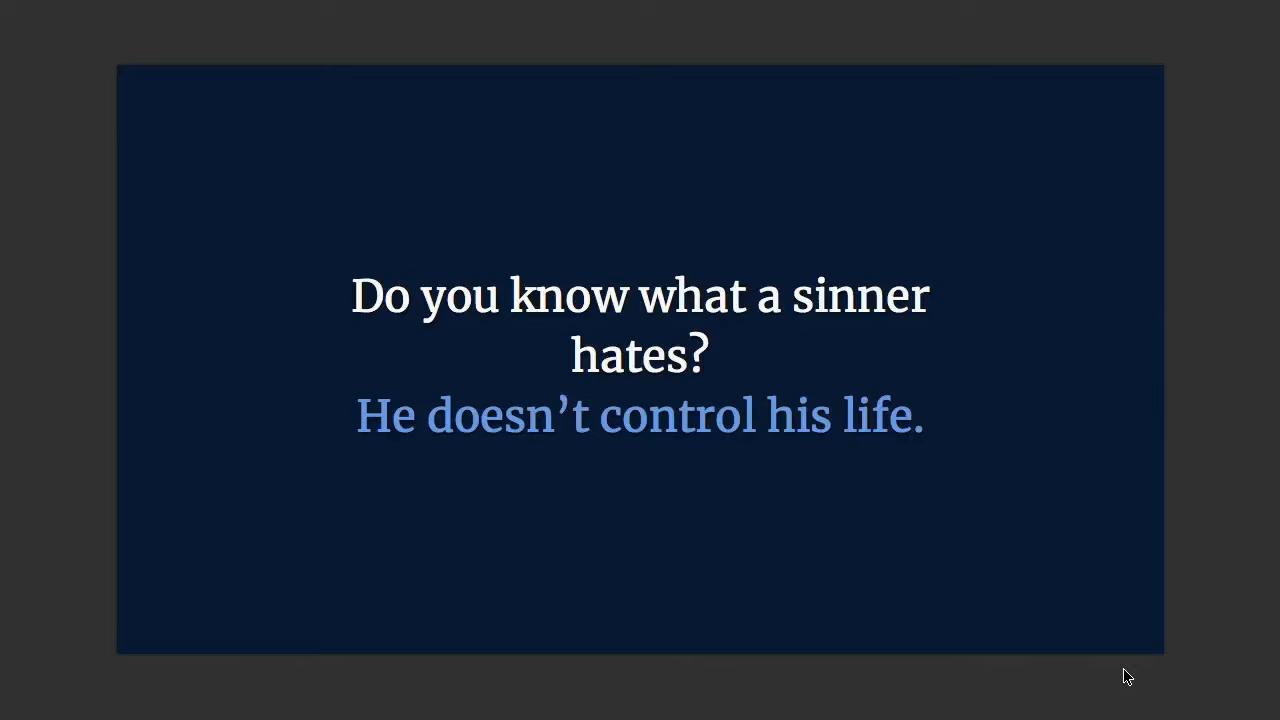 Do you know what a sinner
hates?
He doesn’t control his life.